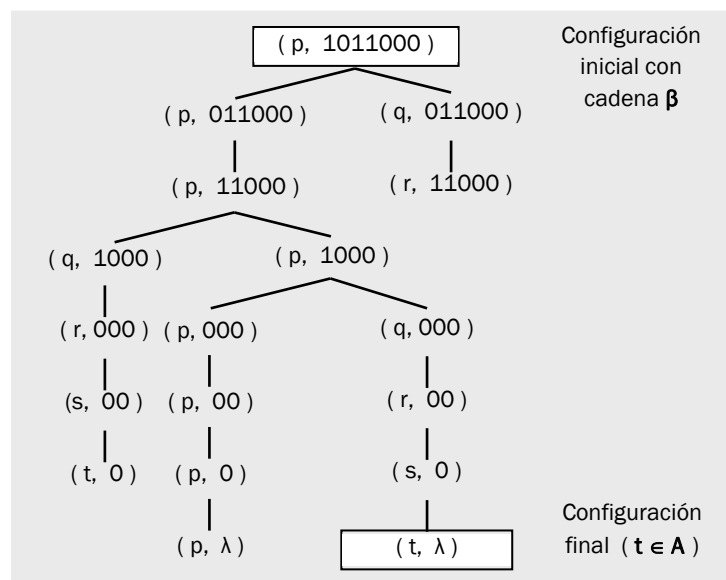 ( p, 1011000 )
Configuración
inicial con
cadena β
( p, 011000 ) ( q, 011000 )
( p, 11000 ) ( r, 11000 )
( q, 1000 ) ( p, 1000 )
( r, 000 ) ( p, 000 ) ( q, 000 )
(s, 00 ) ( p, 00 ) ( r, 00 )
( t, 0 ) ( p, 0 ) ( s, 0 )
( p, λ ) ( t, λ )
Configuración
final ( t ∈ A )